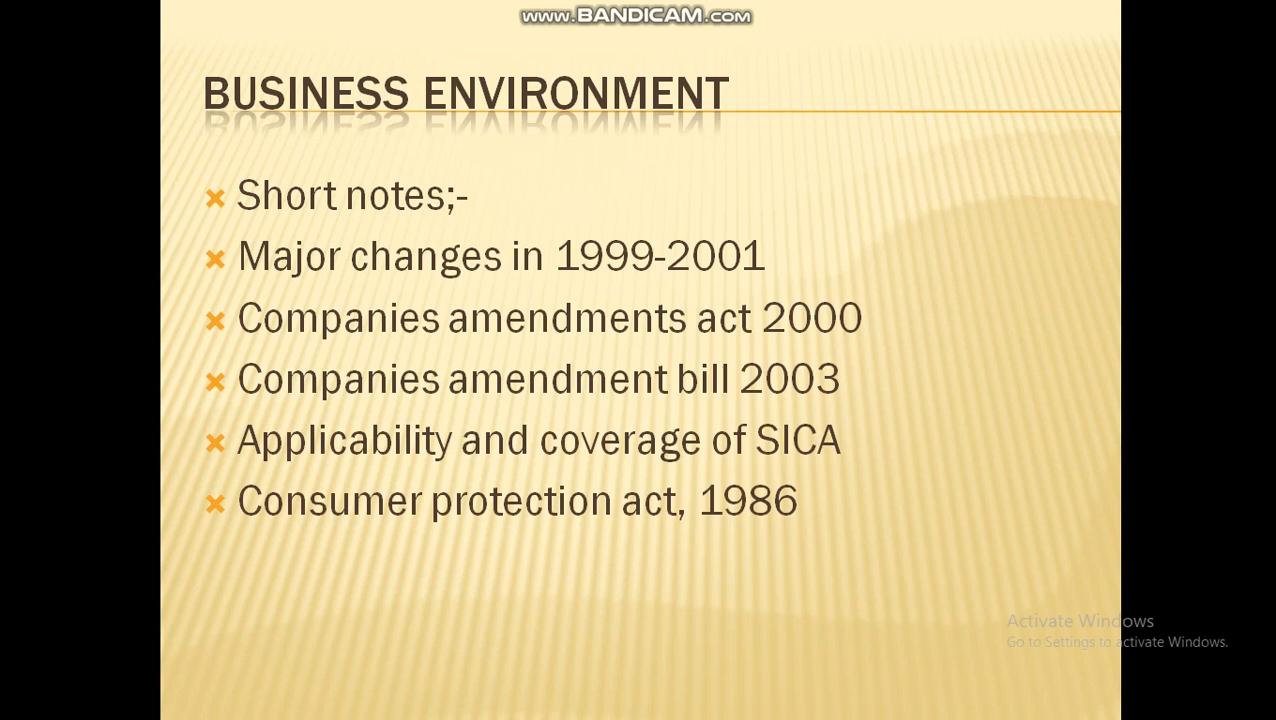 www.BANDICAM.com
BUSINESS ENVIRONMENT
Short notes;-
Major changes in 1999-2001
Companies amendments act 2000
Companies amendment bill 2003
Applicability and coverage of SICA
Consumer protection act, 1986
Activate Windows
Go to Settings to activate Windows.